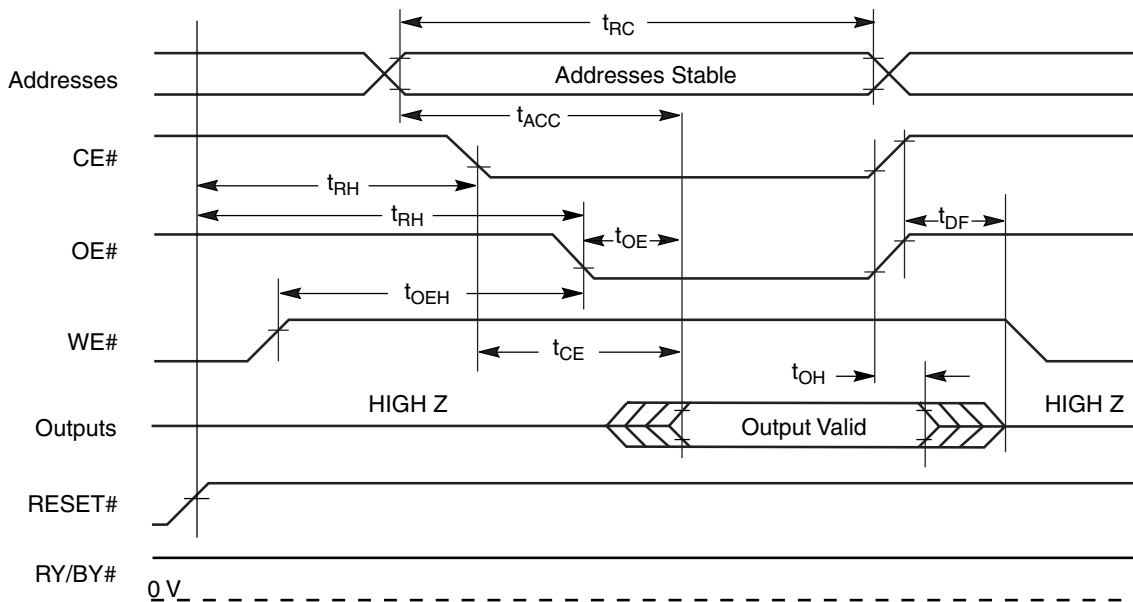 tRC
Addresses
Addresses Stable
tACC
CE#
tRH
tRH
tDF
OE#
tOE
tOEH
WE#
tCE
tOH
HIGH Z
HIGH Z
Outputs
Output Valid
RESET#
RY/BY#
0 V